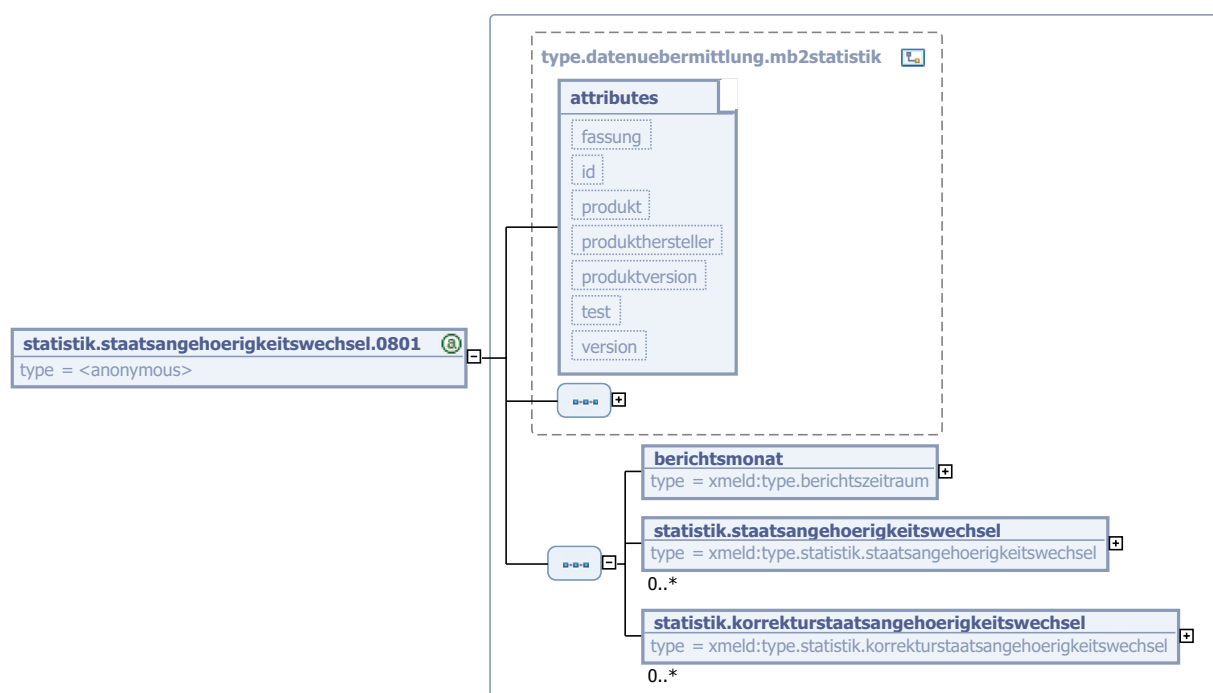 type.datenuebermittlung.mb2statistik
attributes
fassung
id
produkt
produkthersteller
produktversion
test
version
statistik.staatsangehoerigkeitswechsel.0801
type = <anonymous>
berichtsmonat
type = xmeld:type.berichtszeitraum
statistik.staatsangehoerigkeitswechsel
type = xmeld:type.statistik.staatsangehoerigkeitswechsel
0..*
statistik.korrekturstaatsangehoerigkeitswechsel
type = xmeld:type.statistik.korrekturstaatsangehoerigkeitswechsel
0..*